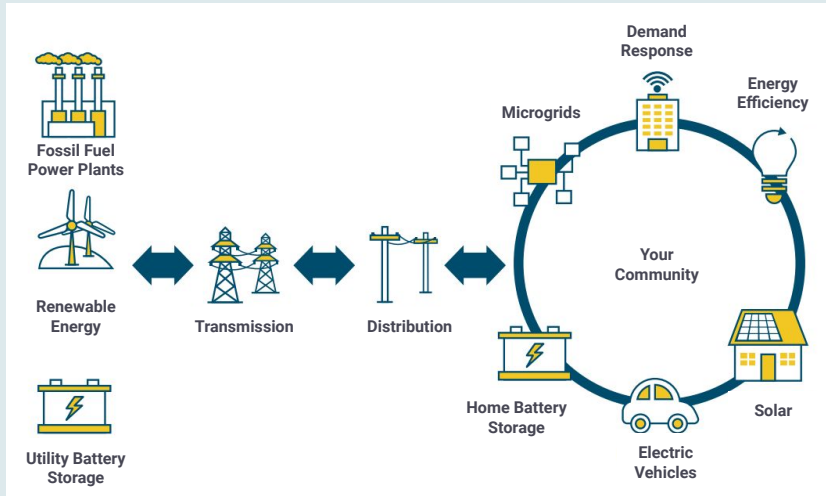 Fossil Fuel
Power Plants
Renewable
Energy
Utility Battery
Storage
Transmission
Distribution
Microgrids
Demand
Response
Energy
Efficiency
Your
Community
Home Battery
Storage
Electric
Vehicles
Solar